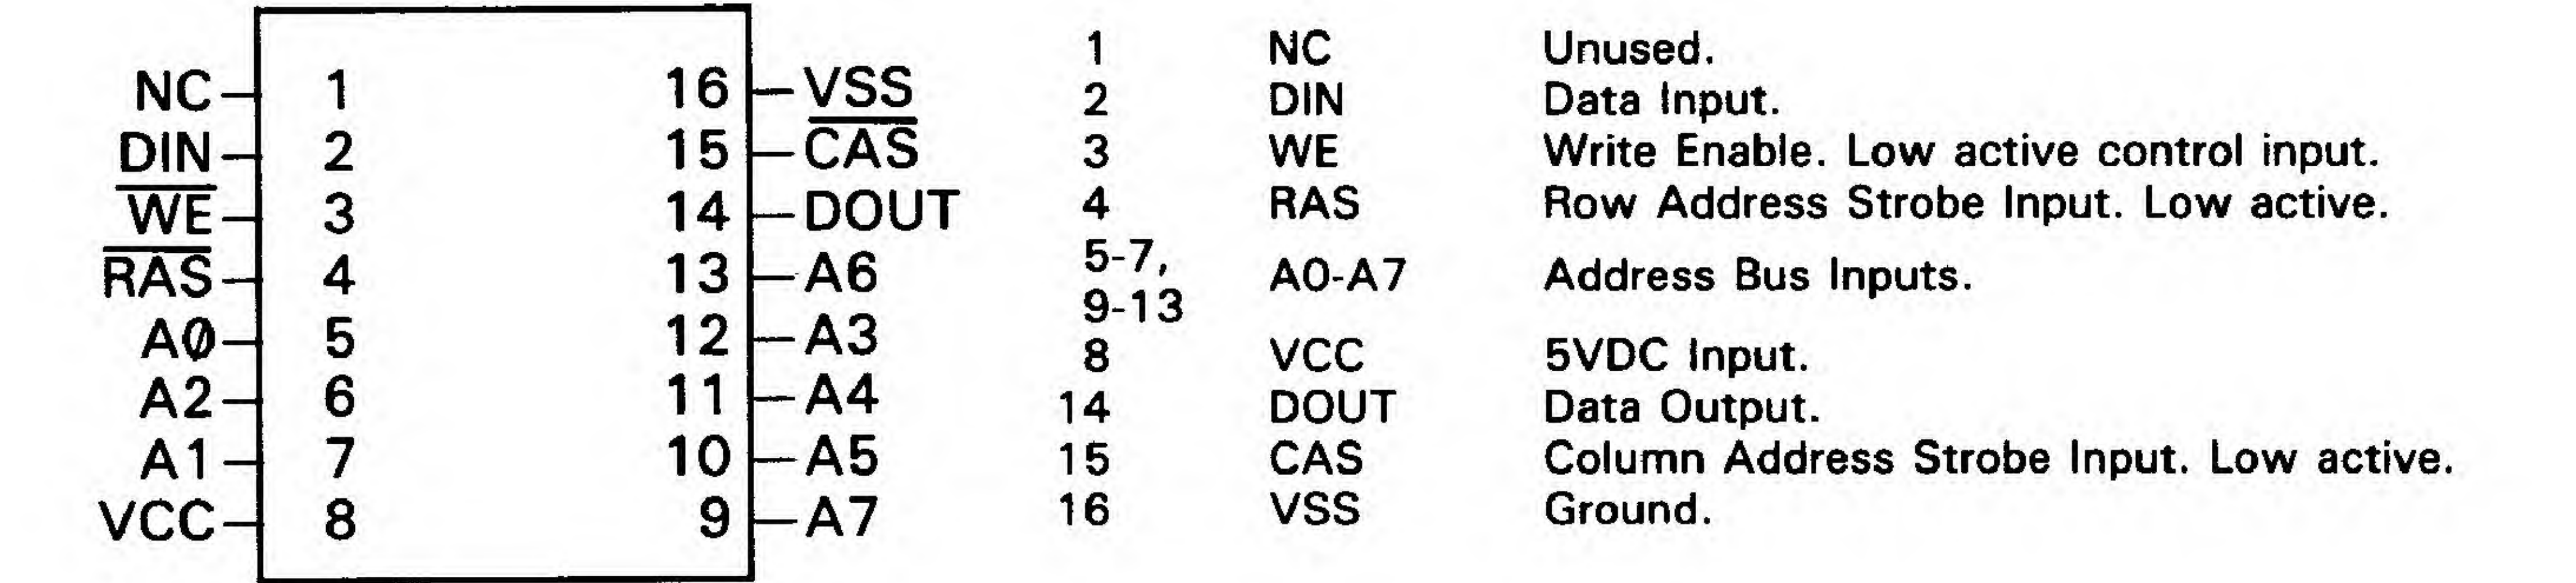 NC 1 16 VSS
DIN 2 15 C̅A̅S̅
W̅E̅ 3 14 DOUT
R̅A̅S̅ 4 13 A6
A0 5 12 A3
A2 6 11 A4
A1 7 10 A5
VCC 8 9 A7
1 NC Unused.
2 DIN Data Input.
3 WE Write Enable. Low active control input.
4 RAS Row Address Strobe Input. Low active.
5-7,
9-13 A0-A7 Address Bus Inputs.
8 VCC 5VDC Input.
14 DOUT Data Output.
15 CAS Column Address Strobe Input. Low active.
16 VSS Ground.